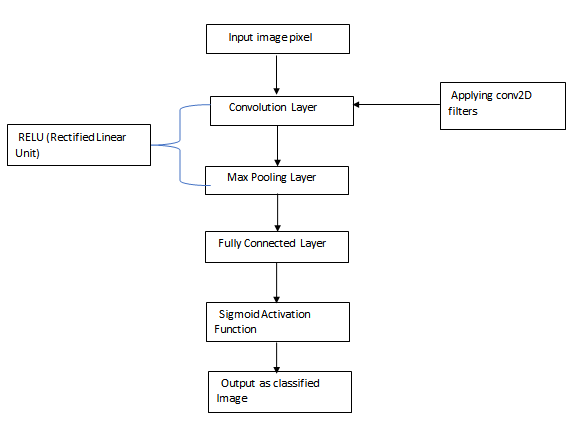 Input image pixel
Applying conv2D
filters
Convolution Layer
RELU (Rectified Linear
Unit)
Max Pooling Layer
Fully Connected Layer
Sigmoid Activation
Function
Output as classified
Image